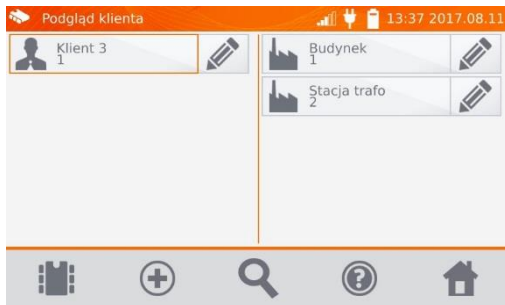 Podgląd klienta
13:37 2017.08.11
Klient 3
1
Budynek
1
Stacja trafo
2